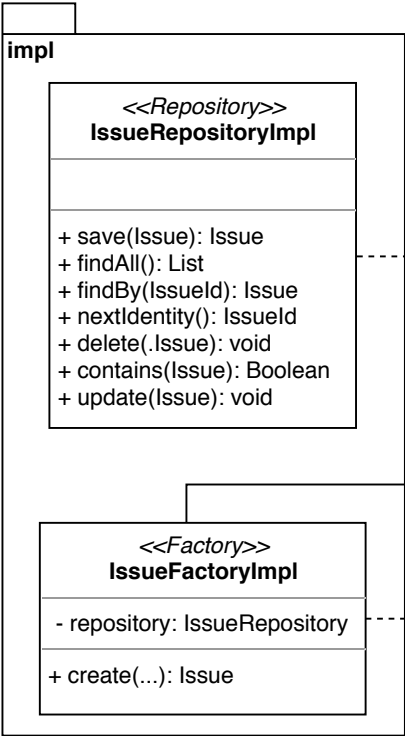 impl
<<Repository>>
IssueRepositoryImpl
+ save(Issue): Issue
+ findAll(): List
+ findBy(IssueId): Issue
+ nextIdentity(): IssueId
+ delete(.Issue): void
+ contains(Issue): Boolean
+ update(Issue): void
<<Factory>>
IssueFactoryImpl
- repository: IssueRepository
+ create(...): Issue